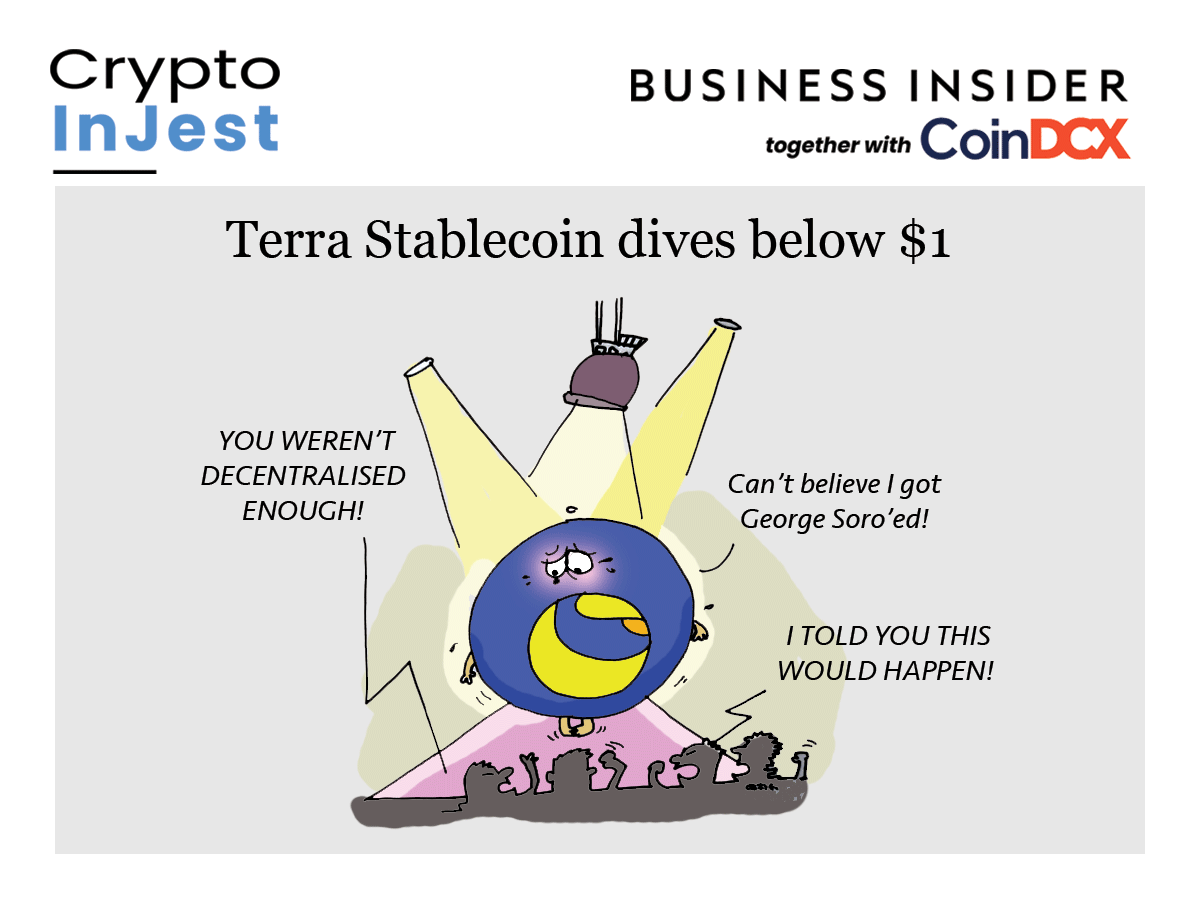 Crypto
InJest
BUSINESS INSIDER
together with CoinDCX
Terra Stablecoin dives below $1
YOU WEREN'T
DECENTRALISED
ENOUGH!
Can't believe I got
George Soro'ed!
I TOLD YOU THIS
WOULD HAPPEN!